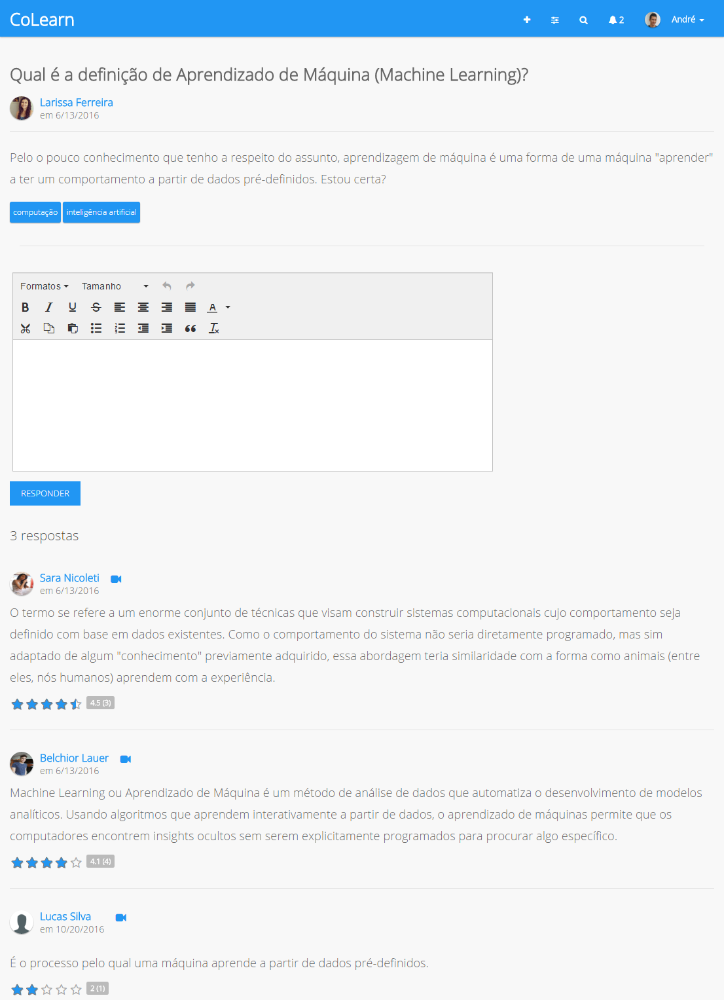 CoLearn
2
André
Qual é a definição de Aprendizado de Máquina (Machine Learning)?
Larissa Ferreira
em 6/13/2016
Pelo o pouco conhecimento que tenho a respeito do assunto, aprendizagem de máquina é uma forma de uma máquina "aprender"
a ter um comportamento a partir de dados pré-definidos. Estou certa?
computação inteligência artificial
Formatos Tamanho
RESPONDER
3 respostas
Sara Nicoleti
em 6/13/2016
O termo se refere a um enorme conjunto de técnicas que visam construir sistemas computacionais cujo comportamento seja
definido com base em dados existentes. Como o comportamento do sistema não seria diretamente programado, mas sim
adaptado de algum "conhecimento" previamente adquirido, essa abordagem teria similaridade com a forma como animais (entre
eles, nós humanos) aprendem com a experiência.
4.5 (3)
Belchior Lauer
em 6/13/2016
Machine Learning ou Aprendizado de Máquina é um método de análise de dados que automatiza o desenvolvimento de modelos
analíticos. Usando algoritmos que aprendem interativamente a partir de dados, o aprendizado de máquinas permite que os
computadores encontrem insights ocultos sem serem explicitamente programados para procurar algo específico.
4.1 (4)
Lucas Silva
em 10/20/2016
É o processo pelo qual uma máquina aprende a partir de dados pré-definidos.
2 (1)